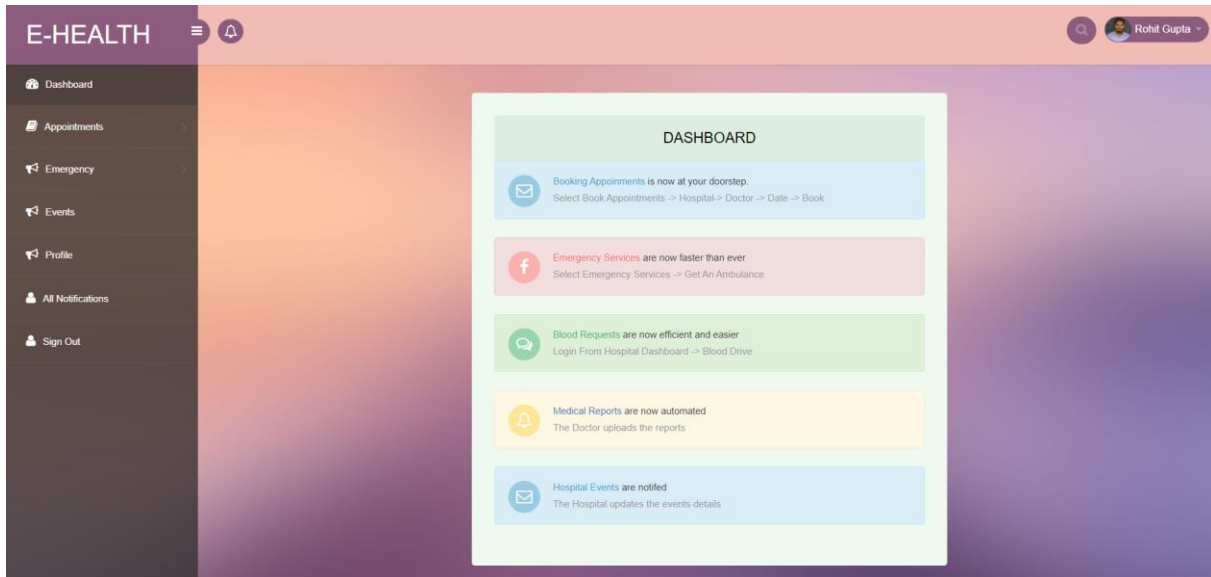 E-HEALTH
Rohit Gupta
Dashboard
Appointments
Emergency
Events
Profile
All Notifications
Sign Out
DASHBOARD
Booking Appoinments is now at your doorstep.
Select Book Appointments -> Hospital-> Doctor -> Date -> Book
Emergency Services are now faster than ever
Select Emergency Services -> Get An Ambulance
Blood Requests are now efficient and easier
Login From Hospital Dashboard -> Blood Drive
Medical Reports are now automated
The Doctor uploads the reports
Hospital Events are notifed
The Hospital updates the events details